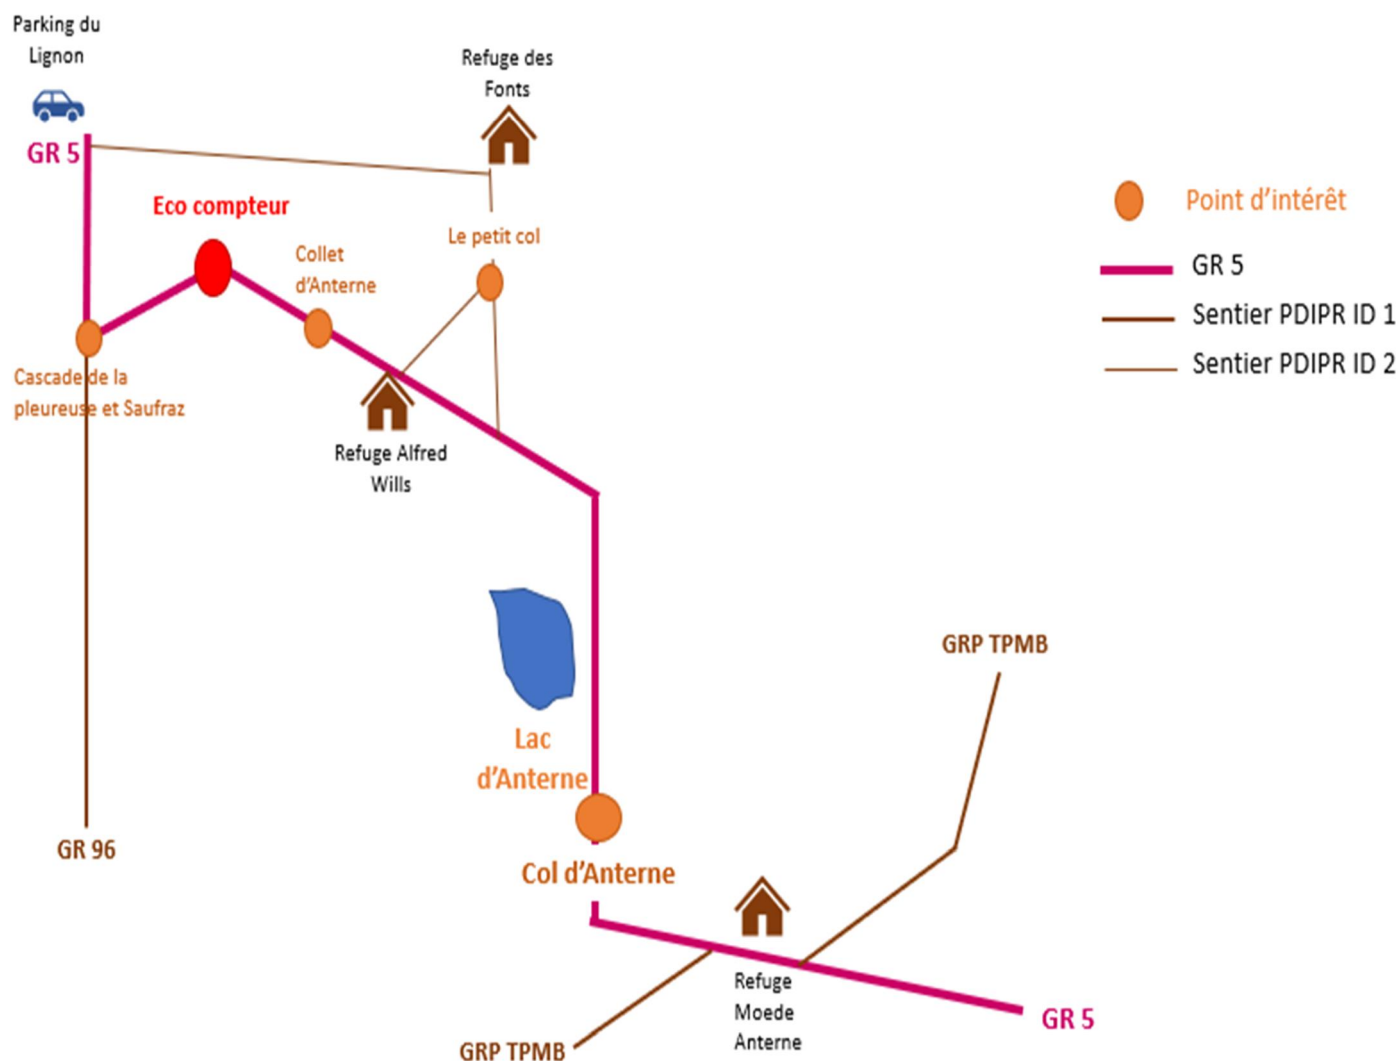 Parking du
Lignon
Refuge des
Fonts
GR 5
Eco compteur
Collet
d'Anterne
Le petit col
Point d'intérêt
GR 5
Sentier PDIPR ID 1
Sentier PDIPR ID 2
Cascade de la
pleureuse et Saufraz
Refuge Alfred
Wills
GRP TPMB
Lac
d'Anterne
GR 96
Col d'Anterne
Refuge
Moede
Anterne
GR 5
GRP TPMB